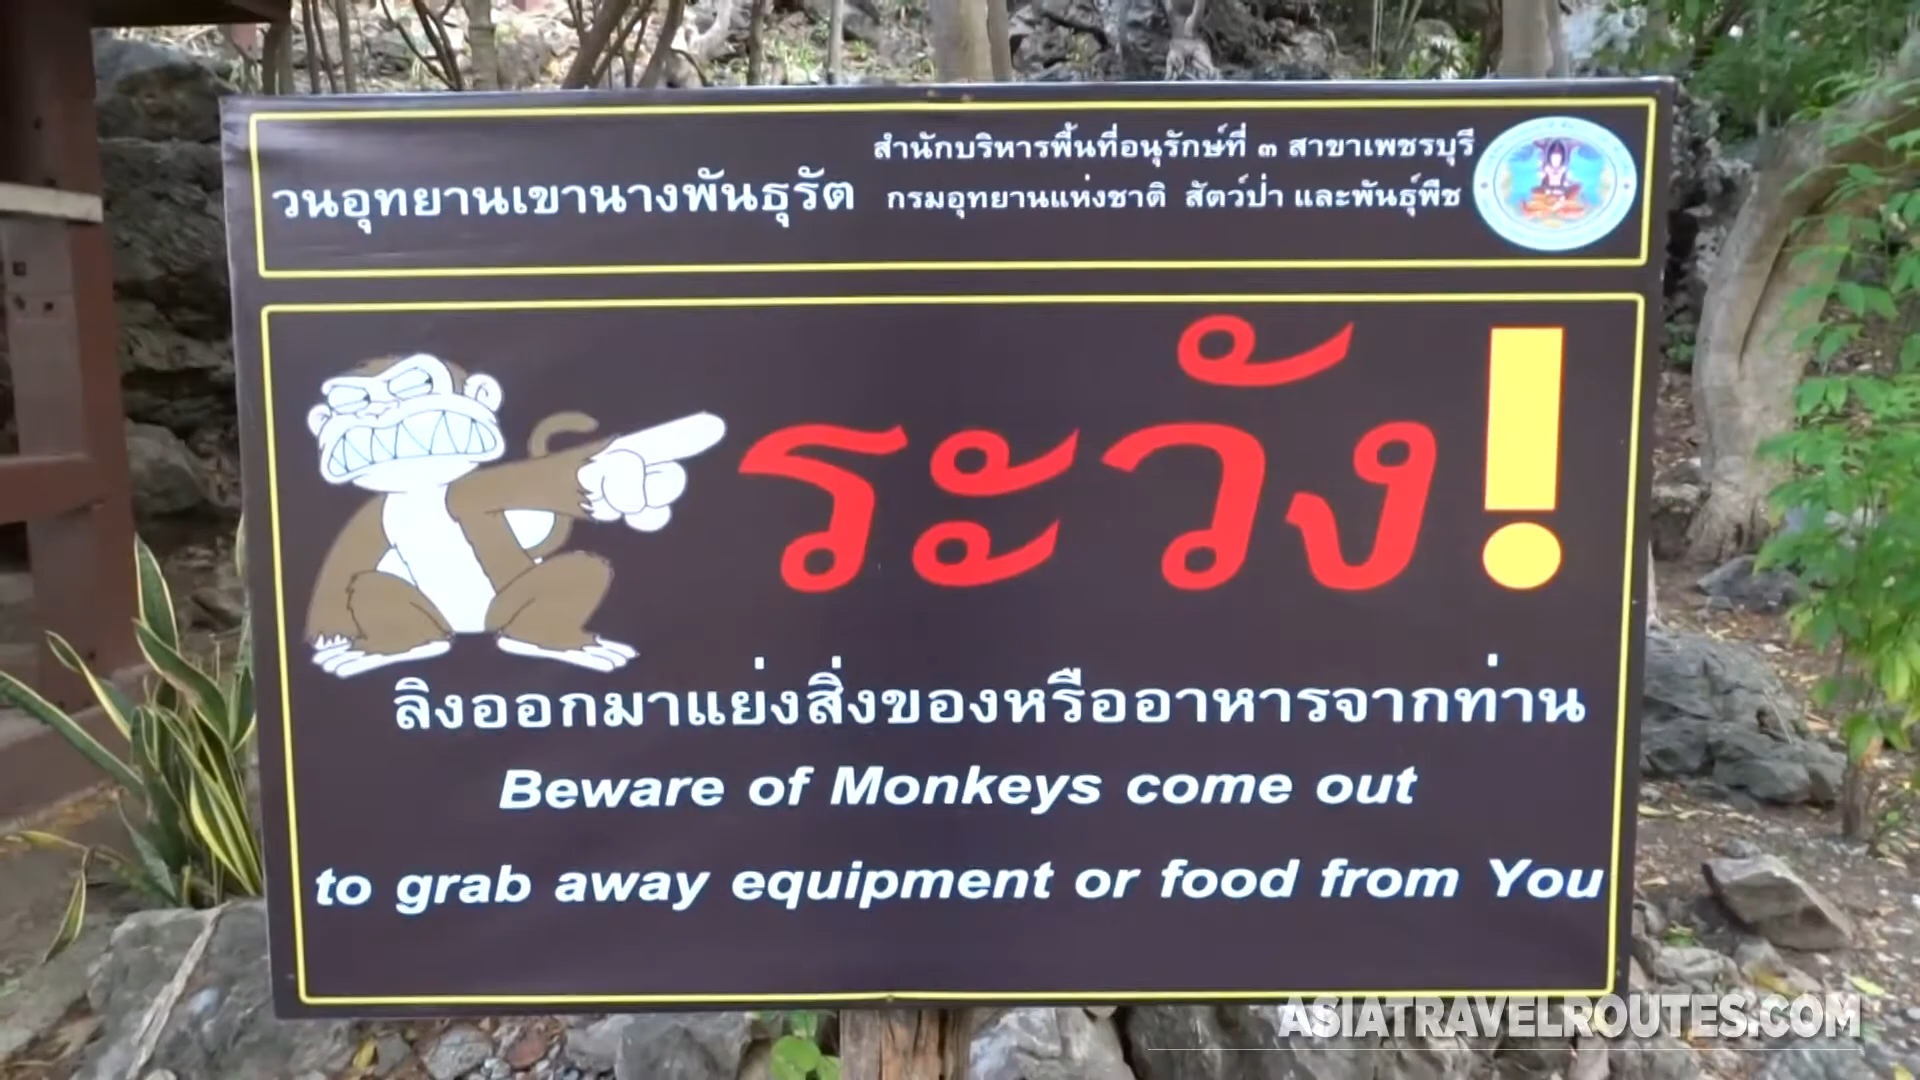 วนอุทยานเขานางพันธุรัต
สำนักบริหารพื้นที่อนุรักษ์ที่ ๓ สาขาเพชรบุรี
กรมอุทยานแห่งชาติ สัตว์ป่า และพันธุ์พืช
ระวัง!
ลิงออกมาแย่งสิ่งของหรืออาหารจากท่าน
Beware of Monkeys come out
to grab away equipment or food from You
ASIATRAVELROUTES.COM